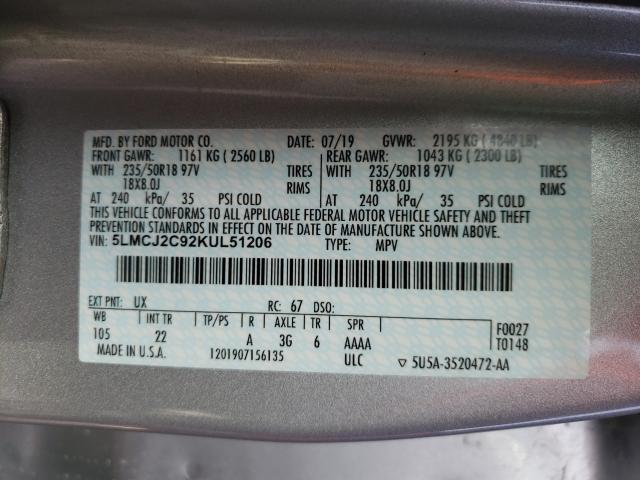 MFD. BY FORD MOTOR CO. DATE: 07/19 GVWR: 2195 KG ( 4840 LB)
FRONT GAWR: 1161 KG ( 2560 LB) REAR GAWR: 1043 KG ( 2300 LB)
WITH 235/50R18 97V TIRES WITH 235/50R18 97V TIRES
18X8.0J RIMS 18X8.0J RIMS
AT 240 kPa/ 35 PSI COLD AT 240 kPa/ 35 PSI COLD
THIS VEHICLE CONFORMS TO ALL APPLICABLE FEDERAL MOTOR VEHICLE SAFETY AND THEFT
PREVENTION STANDARDS IN EFFECT ON THE DATE OF MANUFACTURE SHOWN ABOVE.
VIN: 5LMCJ2C92KUL51206 TYPE: MPV
EXT PNT: UX RC: 67 DSO:
WB INT TR TP/PS R AXLE TR SPR F0027
105 22 A 3G 6 AAAA T0148
MADE IN U.S.A. 1201907156135 ULC ▽5U5A-3520472-AA